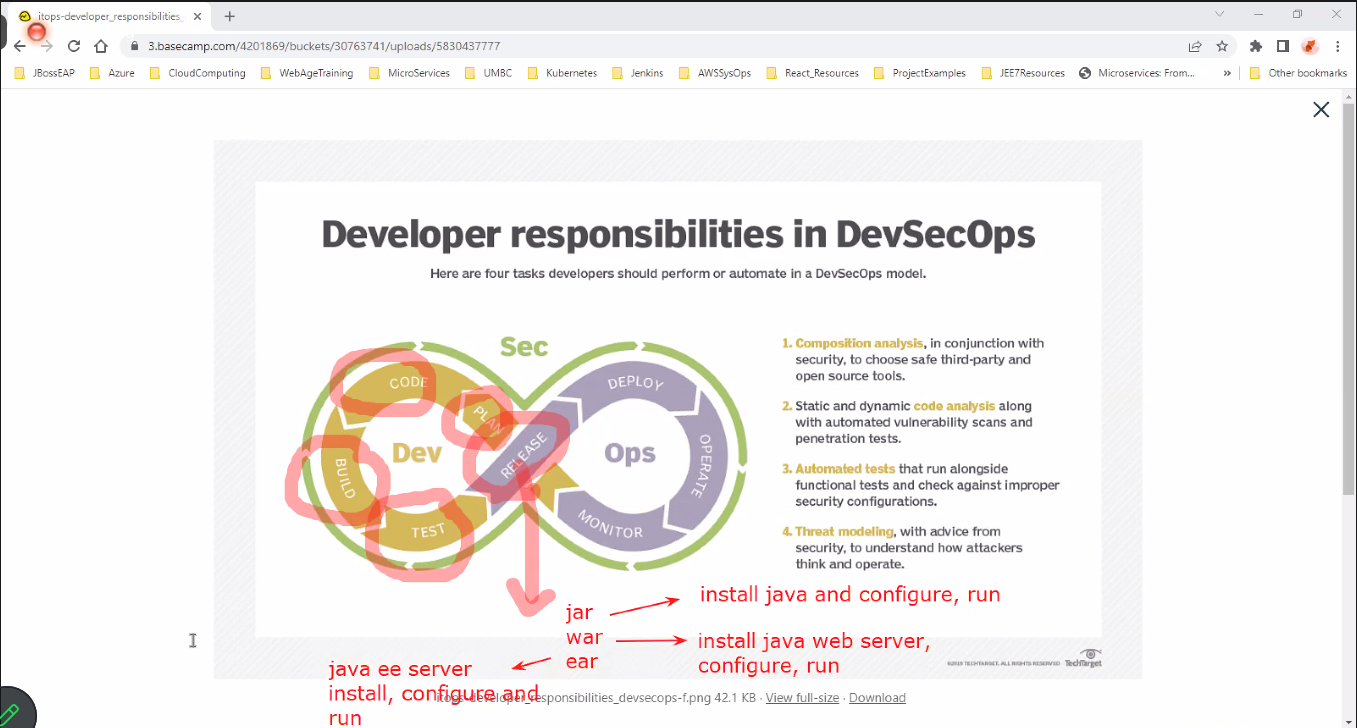 itops-developer_responsibilities_
3.basecamp.com/4201869/buckets/30763741/uploads/5830437777
JBossEAP Azure CloudComputing WebAgeTraining MicroServices UMBC Kubernetes Jenkins AWSSysOps React_Resources ProjectExamples JEE7Resources Microservices: From... » Other bookmarks
Developer responsibilities in DevSecOps
Here are four tasks developers should perform or automate in a DevSecOps model.
Sec
CODE
PLAN
DEPLOY
Dev
RELEASE
Ops
BUILD
OPERATE
TEST
MONITOR
1. Composition analysis, in conjunction with
security, to choose safe third-party and
open source tools.
2. Static and dynamic code analysis along
with automated vulnerability scans and
penetration tests.
3. Automated tests that run alongside
functional tests and check against improper
security configurations.
4. Threat modeling, with advice from
security, to understand how attackers
think and operate.
jar
install java and configure, run
war
install java web server,
configure, run
ear
java ee server
install, configure and
run
©2019 TECHTARGET. ALL RIGHTS RESERVED TechTarget
itops-developer_responsibilities_devsecops-f.png 42.1 KB · View full-size · Download